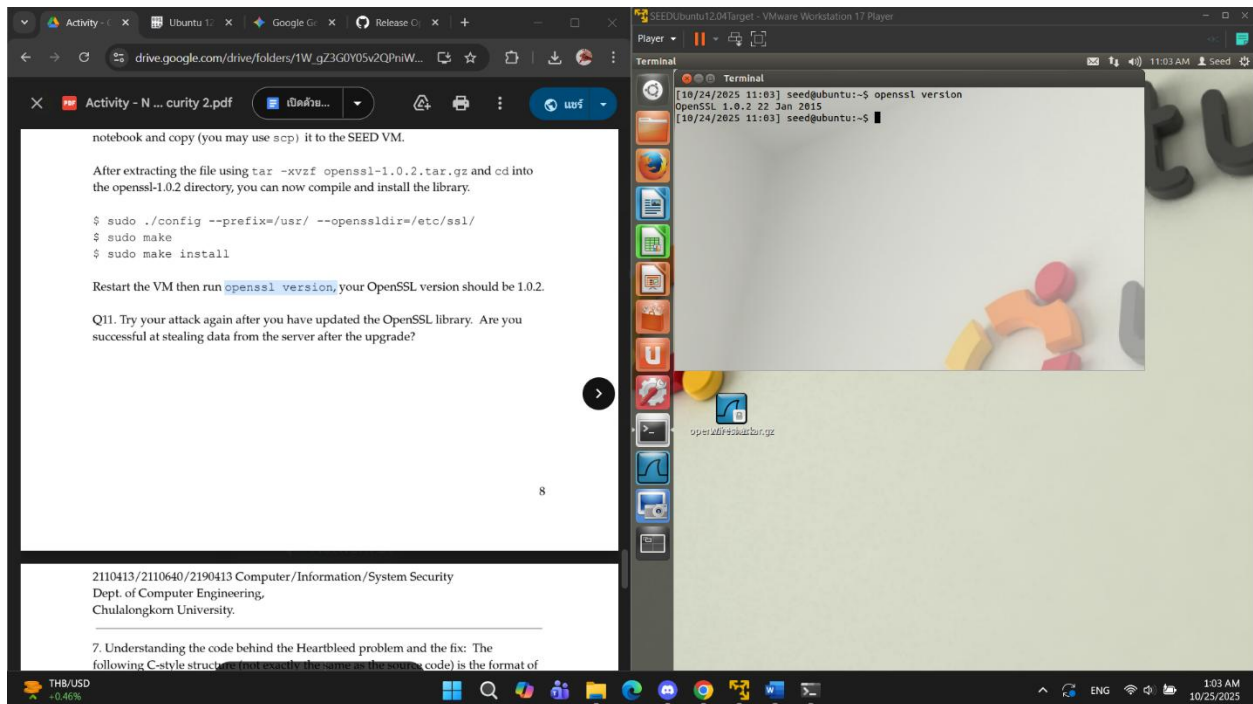 Activity - C
Ubuntu 12
Google Ge
Release O
drive.google.com/drive/folders/1W_gZ3G0Y05v2QPniW...
Activity - N ... curity 2.pdf
เปิดด้วย...
แชร์
notebook and copy (you may use scp) it to the SEED VM.
After extracting the file using tar -xvzf openssl-1.0.2.tar.gz and cd into
the openssl-1.0.2 directory, you can now compile and install the library.
$ sudo ./config --prefix=/usr/ --openssldir=/etc/ssl/
$ sudo make
$ sudo make install
Restart the VM then run openssl version, your OpenSSL version should be 1.0.2.
Q11. Try your attack again after you have updated the OpenSSL library. Are you
successful at stealing data from the server after the upgrade?
8
2110413/2110640/2190413 Computer/Information/System Security
Dept. of Computer Engineering,
Chulalongkorn University.
7. Understanding the code behind the Heartbleed problem and the fix: The
following C-style structure (not exactly the same as the source code) is the format of
SEEDUbuntu12.04Target - VMware Workstation 17 Player
Player
Terminal
11:03 AM
Seed
Terminal
[10/24/2025 11:03] seed@ubuntu:~$ openssl version
OpenSSL 1.0.2 22 Jan 2015
[10/24/2025 11:03] seed@ubuntu:~$
THB/USD
+0.46%
ENG
1:03 AM
10/25/2025